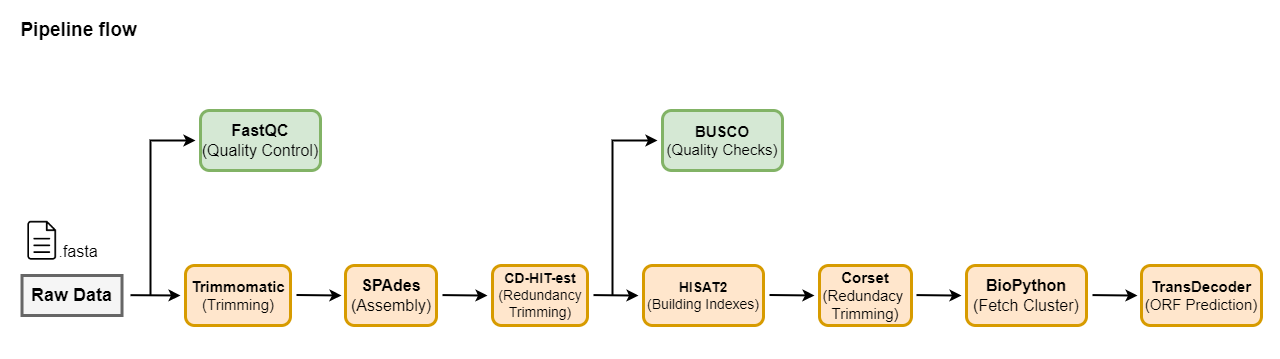 Pipeline flow
FastQC
(Quality Control)
BUSCO
(Quality Checks)
.fasta
Raw Data
Trimmomatic
(Trimming)
SPAdes
(Assembly)
CD-HIT-est
(Redundancy
Trimming)
HISAT2
(Building Indexes)
Corset
(Redundacy
Trimming)
BioPython
(Fetch Cluster)
TransDecoder
(ORF Prediction)